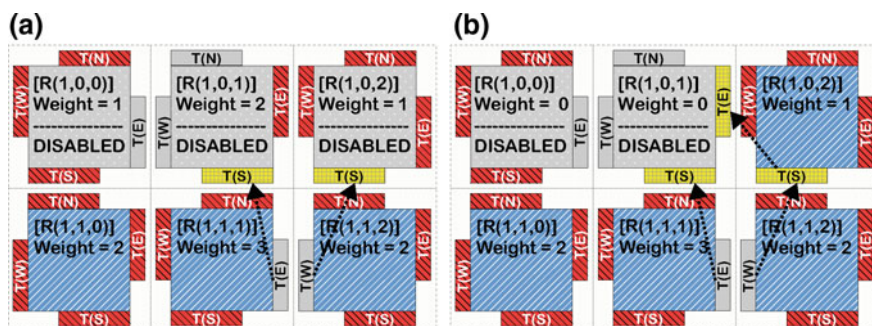 (a)
T(N) T(N) T(N)
[R(1,0,0)] [R(1,0,1)] [R(1,0,2)]
Weight = 1 Weight = 2 Weight = 1
T(W) T(E) T(W) T(E) T(W) T(E)
DISABLED DISABLED DISABLED
T(S) T(S) T(S)
T(N) T(N) T(N)
[R(1,1,0)] [R(1,1,1)] [R(1,1,2)]
Weight = 2 Weight = 3 Weight = 2
T(W) T(E) T(W) T(E) T(W) T(E)
T(S) T(S) T(S)
(b)
T(N) T(N) T(N)
[R(1,0,0)] [R(1,0,1)] [R(1,0,2)]
Weight = 0 Weight = 0 Weight = 1
T(W) T(E) T(W) T(E) T(W) T(E)
DISABLED DISABLED
T(S) T(S) T(S)
T(N) T(N) T(N)
[R(1,1,0)] [R(1,1,1)] [R(1,1,2)]
Weight = 2 Weight = 3 Weight = 2
T(W) T(E) T(W) T(E) T(W) T(E)
T(S) T(S) T(S)